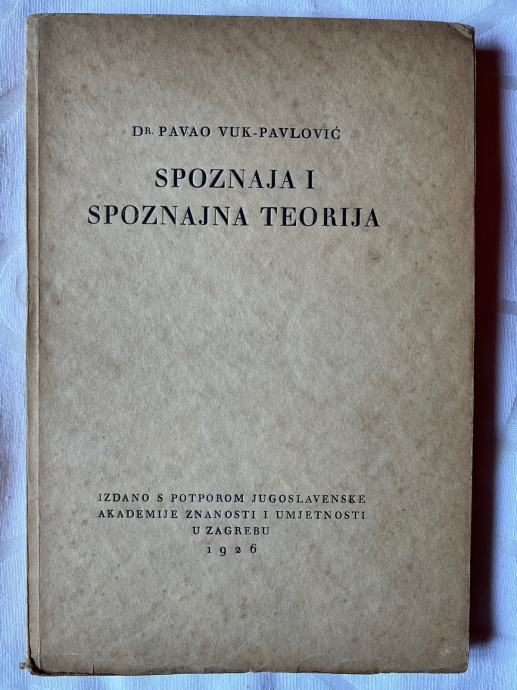 DR. PAVAO VUK-PAVLOVIĆ
SPOZNAJA I
SPOZNAJNA TEORIJA
IZDANO S POTPOROM JUGOSLAVENSKE
AKADEMIJE ZNANOSTI I UMJETNOSTI
U ZAGREBU
1926